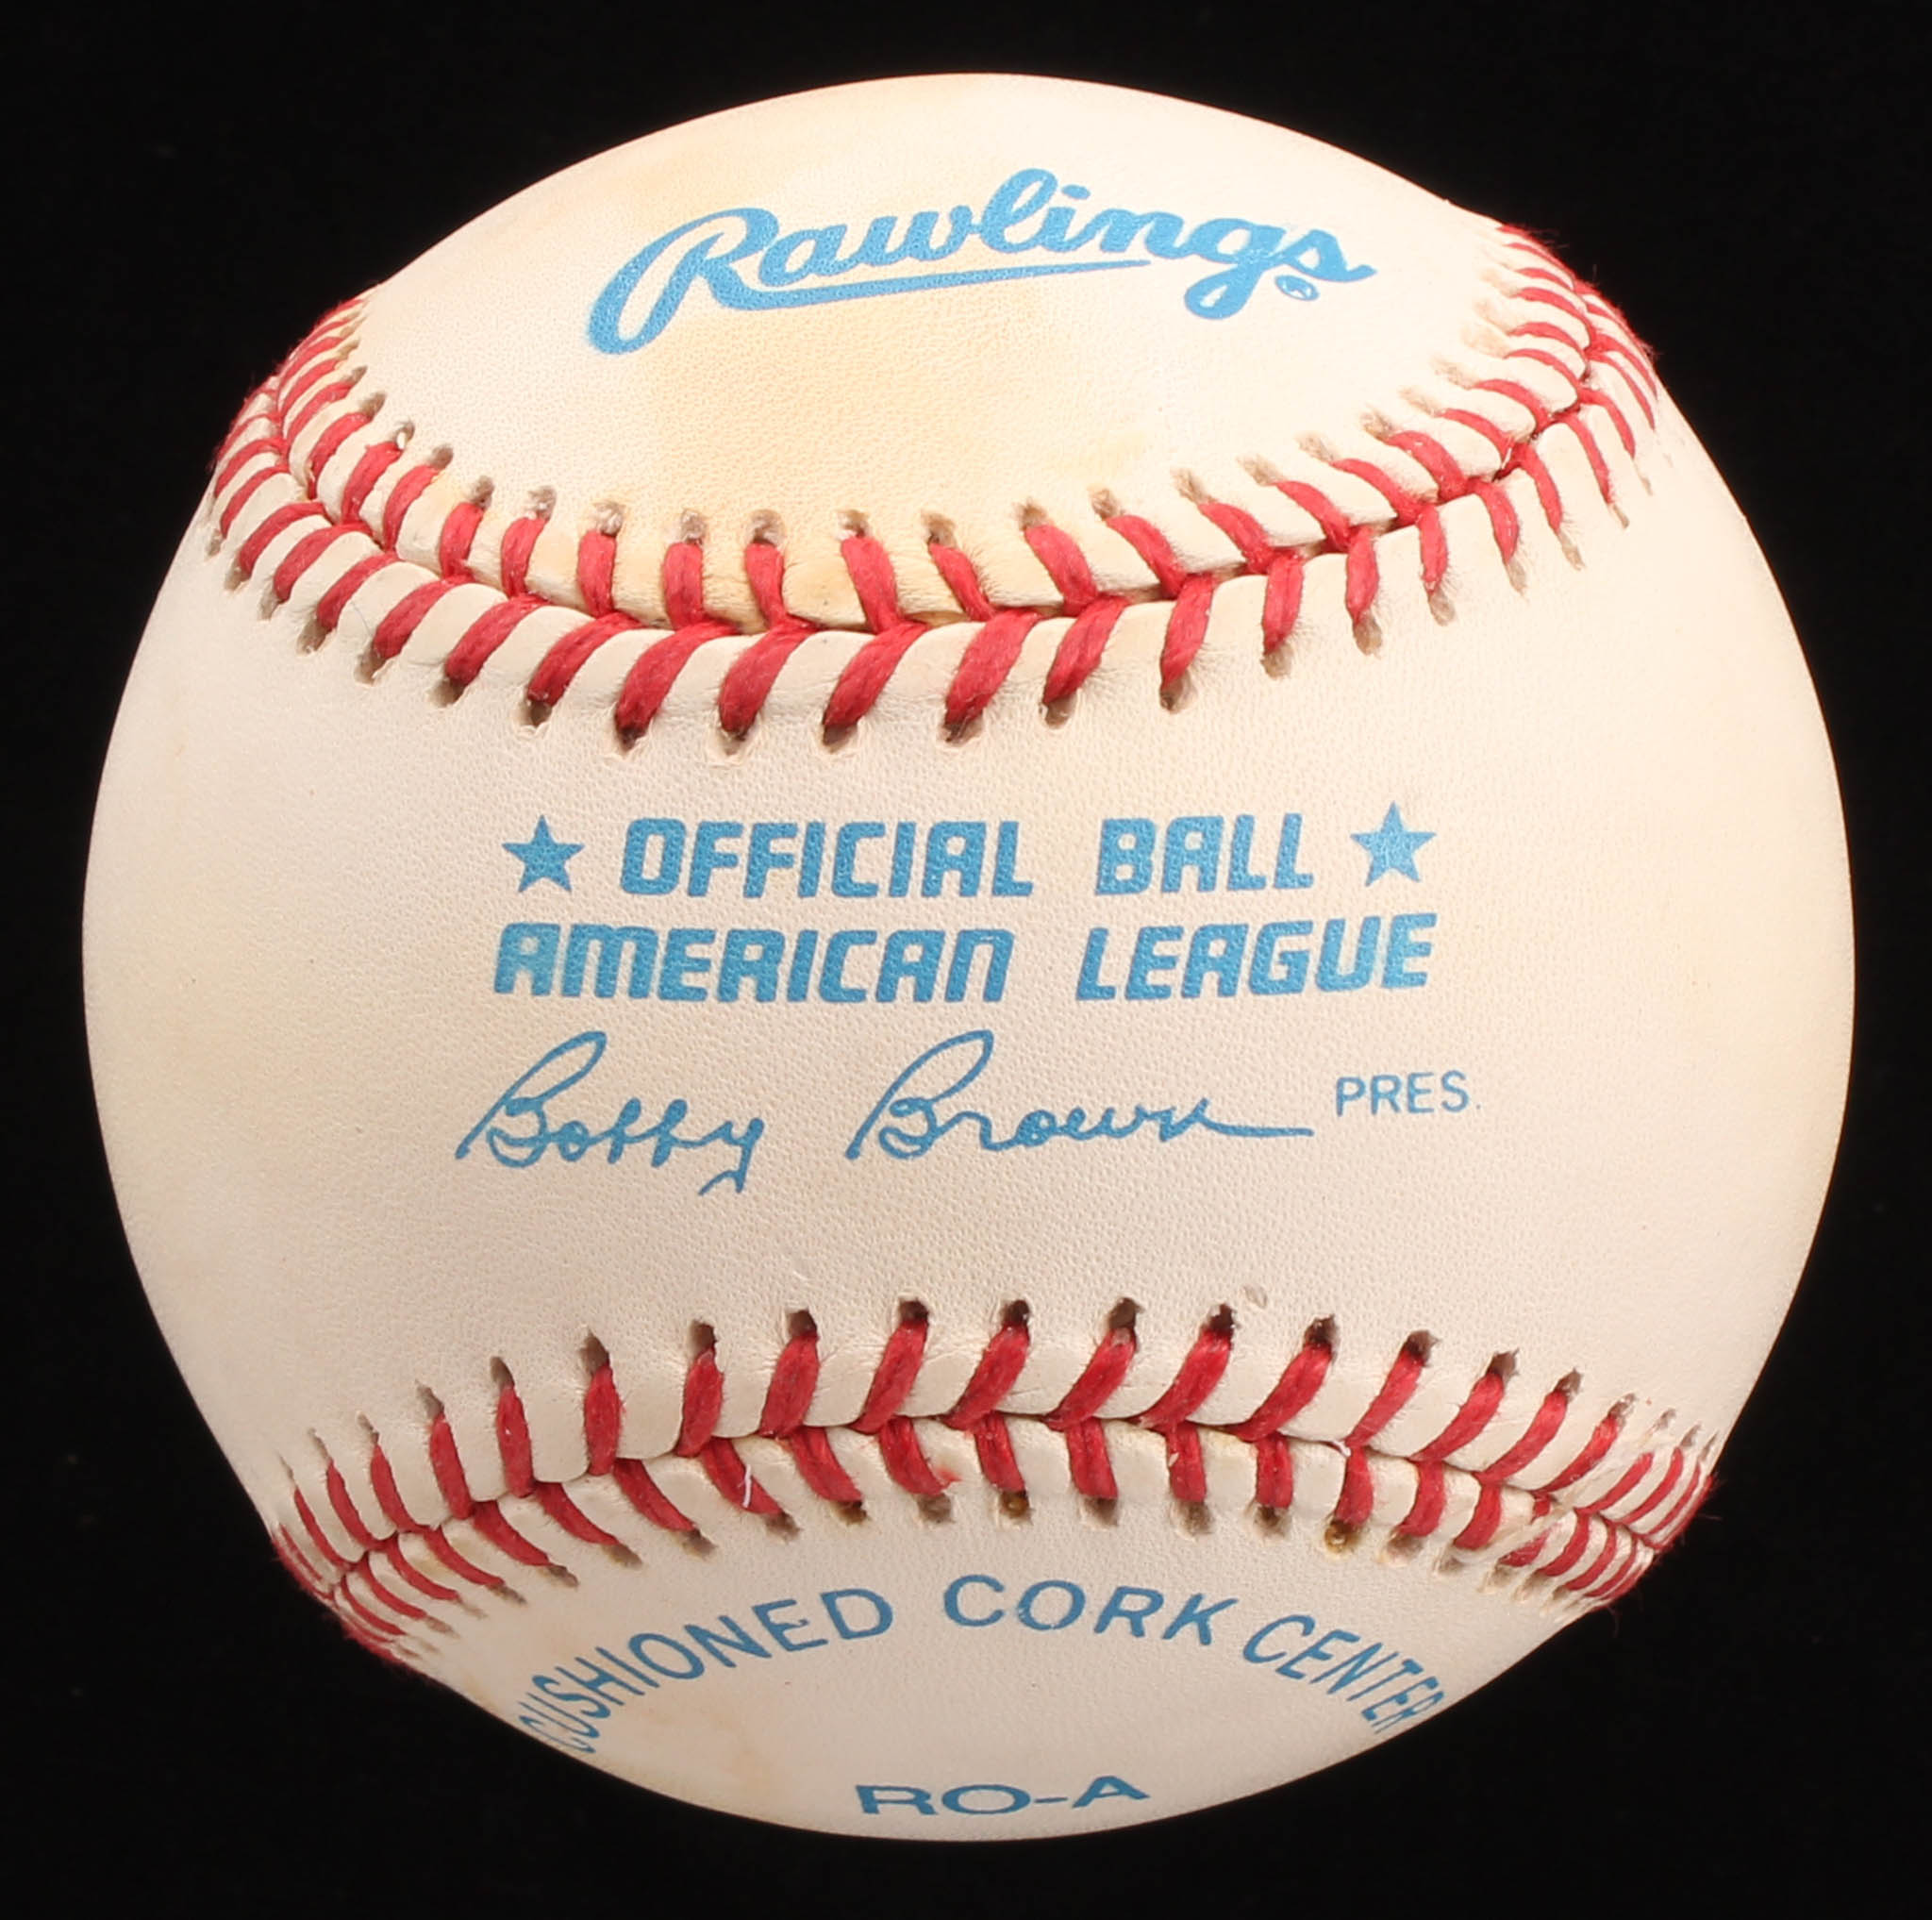 Rawlings
★ OFFICIAL BALL ★
AMERICAN LEAGUE
Bobby Brown PRES.
CUSHIONED CORK CENTER
RO-A